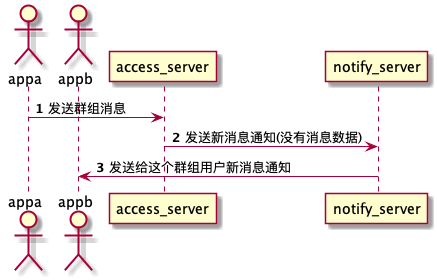 appa appb access_server notify_server
1 发送群组消息
2 发送新消息通知(没有消息数据)
3 发送给这个群组用户新消息通知
appa appb access_server notify_server